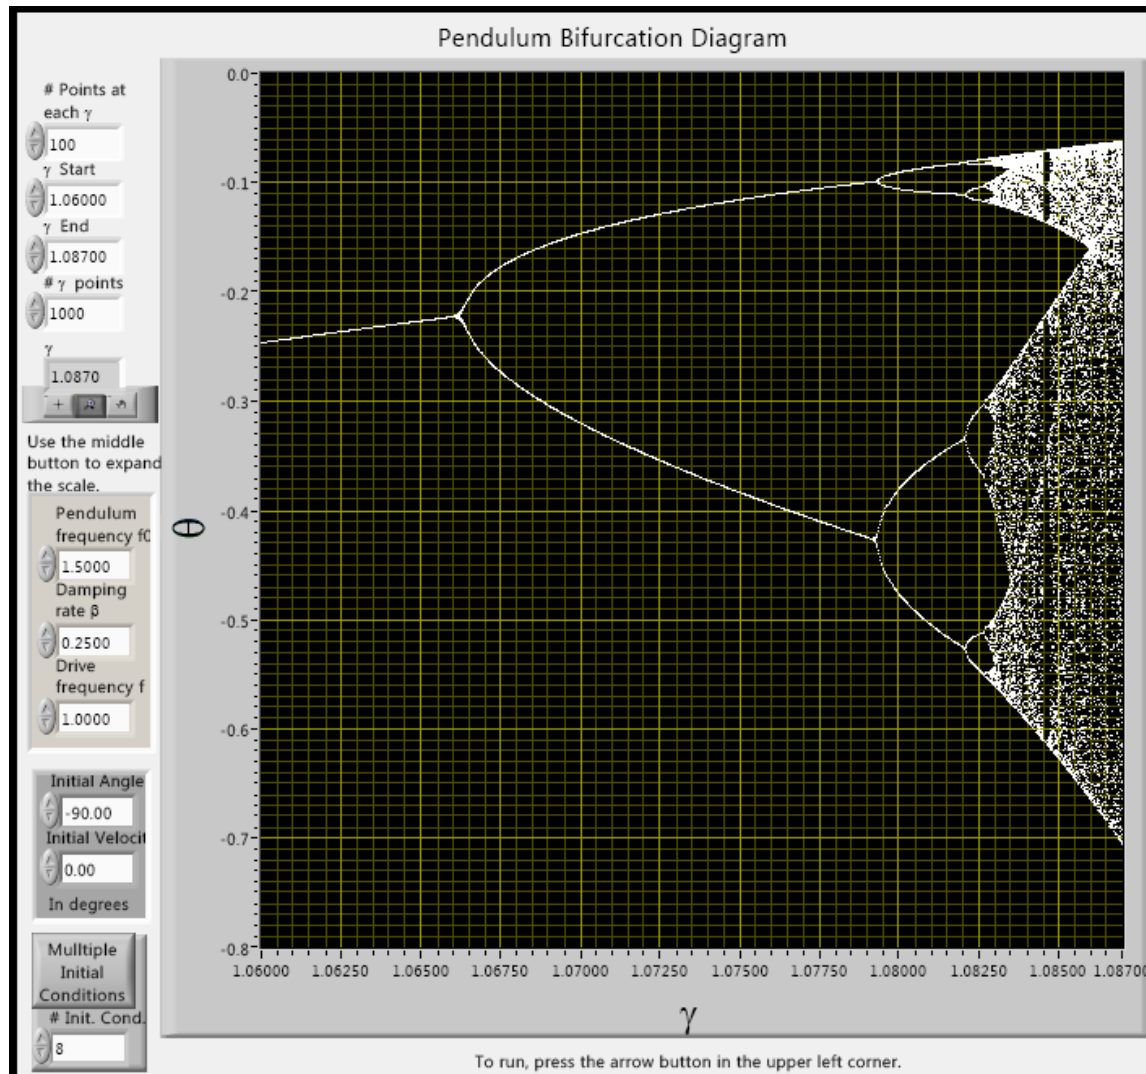 Pendulum Bifurcation Diagram
# Points at
each γ
100
γ Start
1.06000
γ End
1.08700
# γ points
1000
γ
1.0870
Use the middle
button to expand
the scale.
Pendulum
frequency f0
1.5000
Damping
rate β
0.2500
Drive
frequency f
1.0000
Initial Angle
-90.00
Initial Velocit
0.00
In degrees
Mulltiple
Initial
Conditions
# Init. Cond.
8
Θ
0.0
-0.1
-0.2
-0.3
-0.4
-0.5
-0.6
-0.7
-0.8
1.06000 1.06250 1.06500 1.06750 1.07000 1.07250 1.07500 1.07750 1.08000 1.08250 1.08500 1.08700
γ
To run, press the arrow button in the upper left corner.